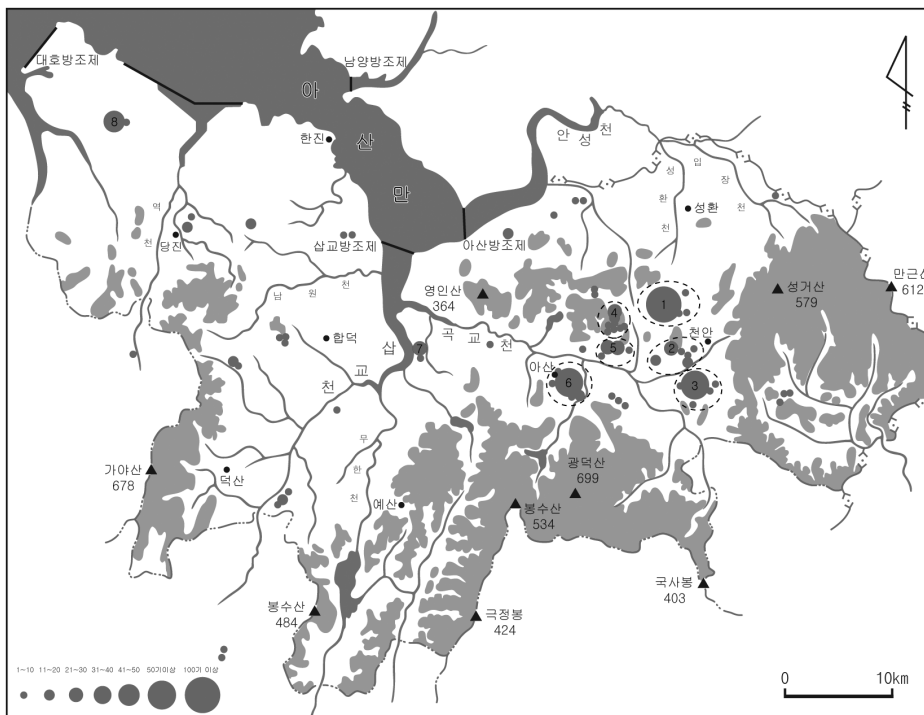 대호방조제
남양방조제
아산만
8
한진
안성천
성환천
입장천
성환
역천
당진
삽교방조제
아산방조제
영인산
364
성거산
579
만근산
612
1
4
천안
남원천
합덕
삽교천
7
곡교천
5
2
아산
6
3
가야산
678
덕산
무한천
예산
광덕산
699
봉수산
534
국사봉
403
봉수산
484
극정봉
424
1~10 11~20 21~30 31~40 41~50 50기이상 100기 이상
0 10km